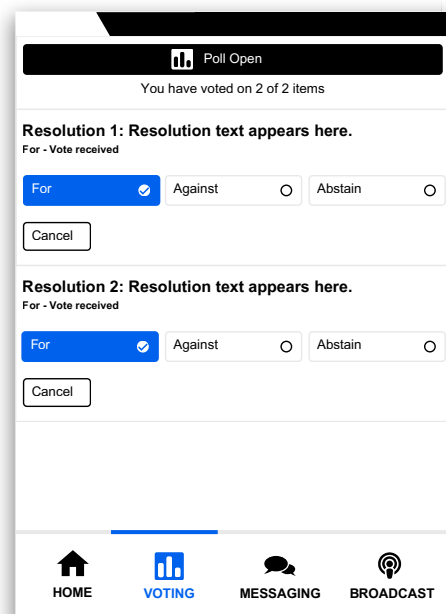 Poll Open
You have voted on 2 of 2 items
Resolution 1: Resolution text appears here.
For - Vote received
For Against Abstain
Cancel
Resolution 2: Resolution text appears here.
For - Vote received
For Against Abstain
Cancel
HOME VOTING MESSAGING BROADCAST